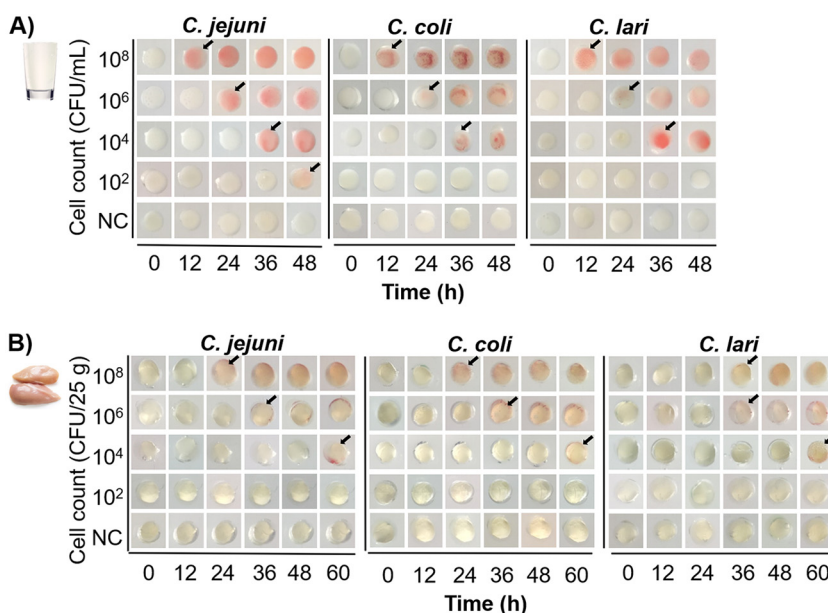 A)
C. jejuni C. coli C. lari
Cell count (CFU/mL)
10⁸
10⁶
10⁴
10²
NC
0 12 24 36 48 0 12 24 36 48 0 12 24 36 48
Time (h)
B)
C. jejuni C. coli C. lari
Cell count (CFU/25 g)
10⁸
10⁶
10⁴
10²
NC
0 12 24 36 48 60 0 12 24 36 48 60 0 12 24 36 48 60
Time (h)